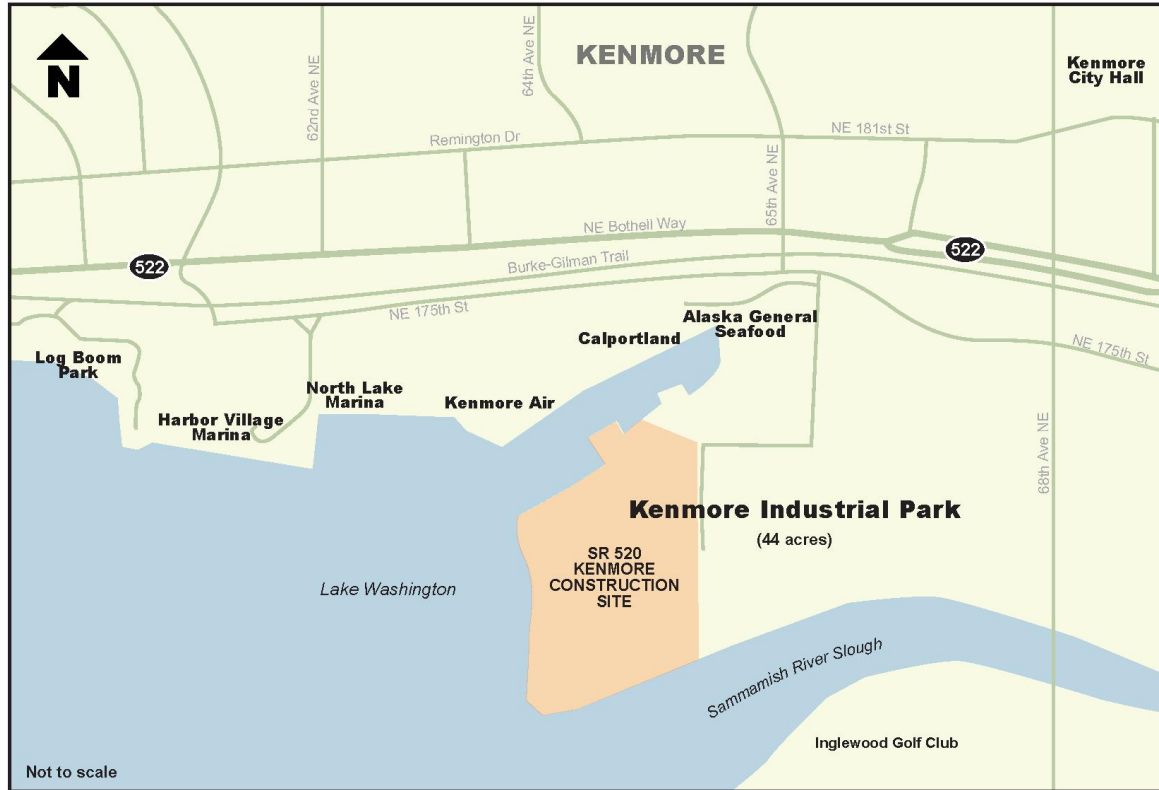 N
KENMORE
Kenmore
City Hall
62nd Ave NE
64th Ave NE
65th Ave NE
Remington Dr
NE 181st St
NE Bothell Way
522
522
Burke-Gilman Trail
NE 175th St
NE 175th St
Alaska General
Seafood
Calportland
Log Boom
Park
North Lake
Marina
Kenmore Air
Harbor Village
Marina
68th Ave NE
Kenmore Industrial Park
(44 acres)
SR 520
KENMORE
CONSTRUCTION
SITE
Lake Washington
Sammamish River Slough
Inglewood Golf Club
Not to scale